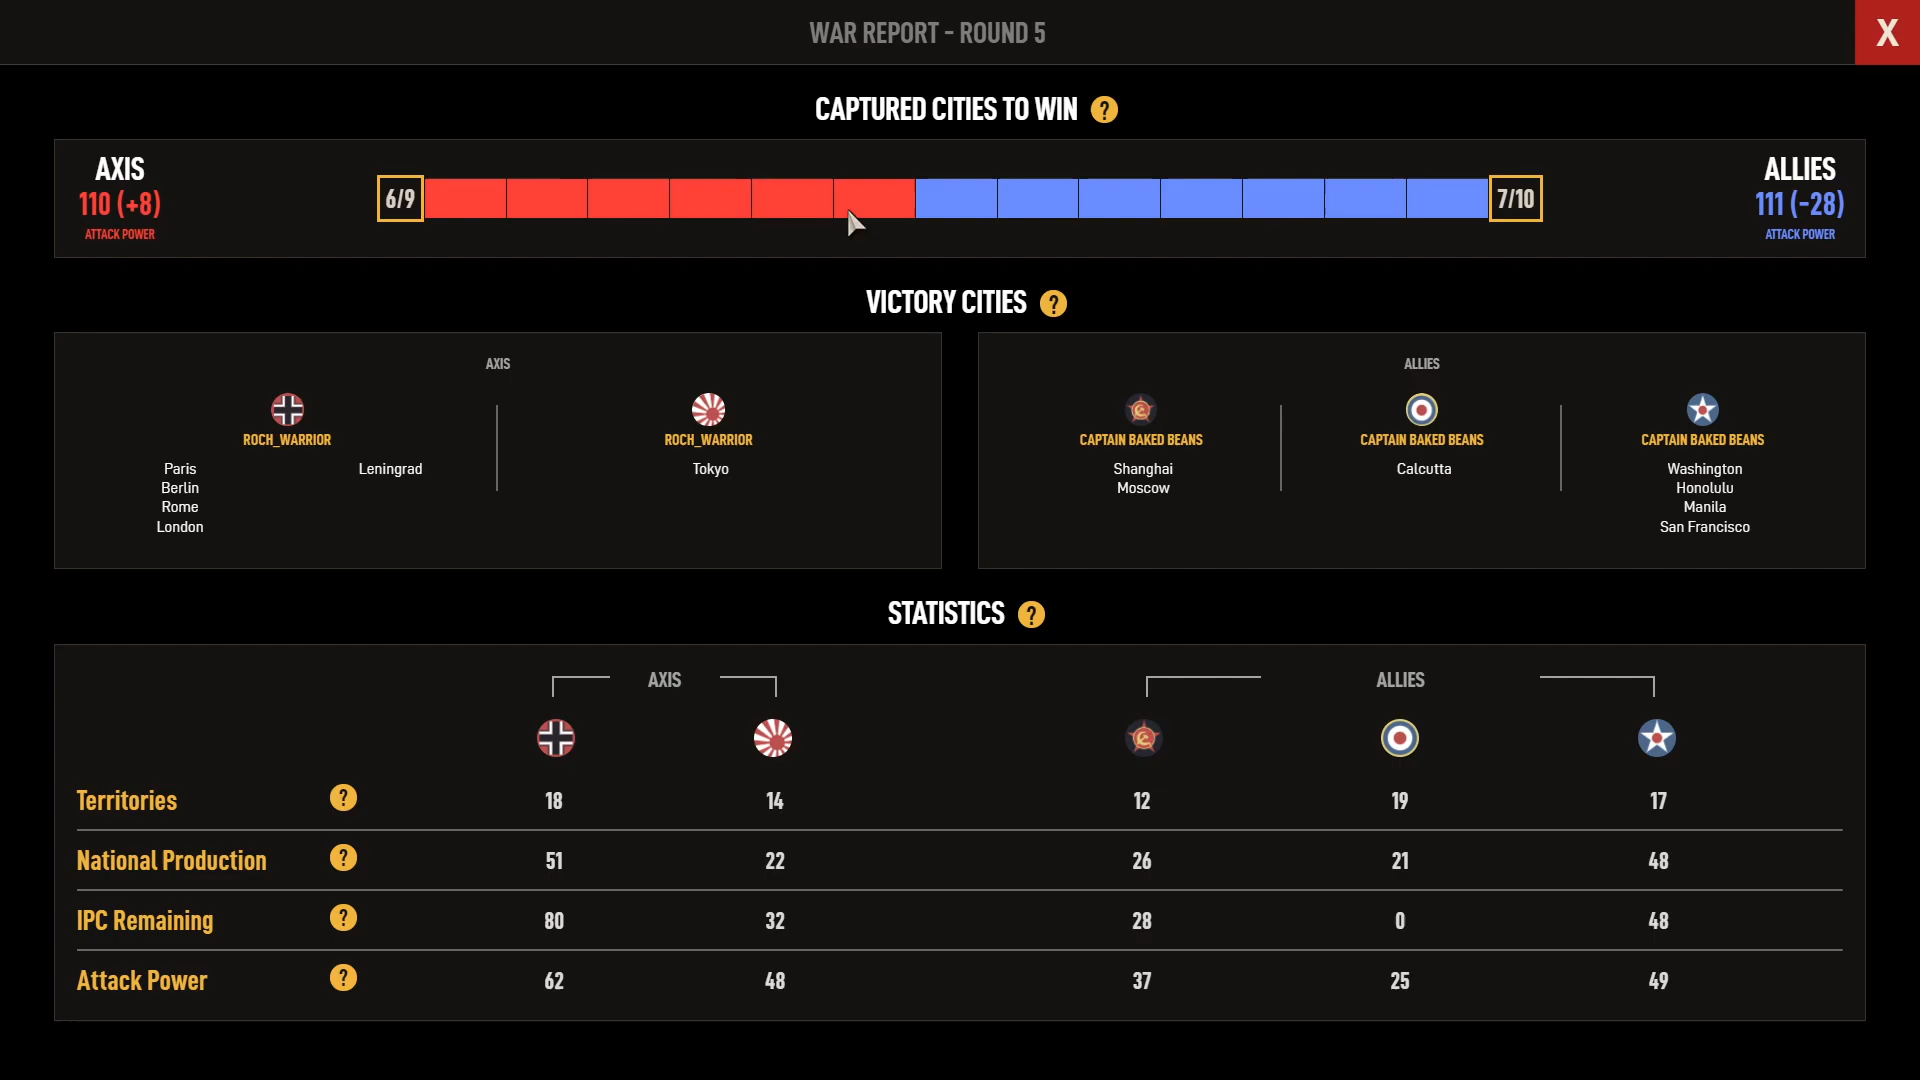 WAR REPORT - ROUND 5
X
CAPTURED CITIES TO WIN ?
AXIS
110 (+8)
ATTACK POWER
6/9
7/10
ALLIES
111 (-28)
ATTACK POWER
VICTORY CITIES ?
AXIS
ROCH_WARRIOR
Paris
Berlin
Rome
London
Leningrad
ROCH_WARRIOR
Tokyo
ALLIES
CAPTAIN BAKED BEANS
Shanghai
Moscow
CAPTAIN BAKED BEANS
Calcutta
CAPTAIN BAKED BEANS
Washington
Honolulu
Manila
San Francisco
STATISTICS ?
AXIS ALLIES
Territories ? 18 14 12 19 17
National Production ? 51 22 26 21 48
IPC Remaining ? 80 32 28 0 48
Attack Power ? 62 48 37 25 49